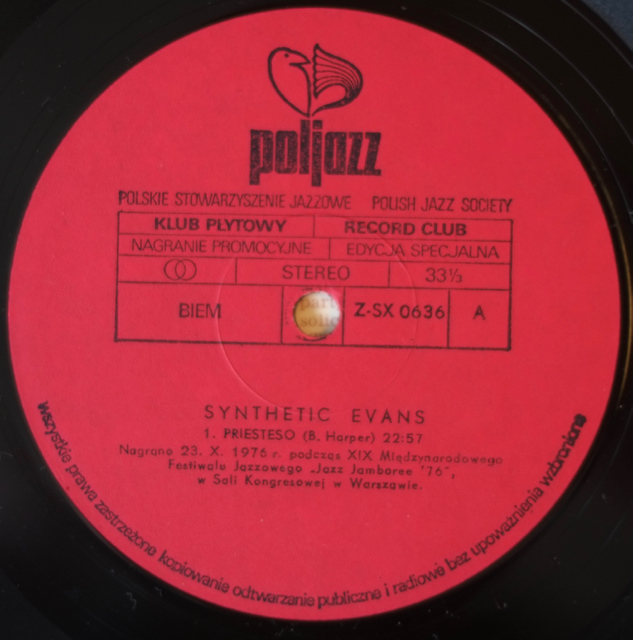 poljazz
POLSKIE STOWARZYSZENIE JAZZOWE POLISH JAZZ SOCIETY
KLUB PŁYTOWY RECORD CLUB
NAGRANIE PROMOCYJNE EDYCJA SPECJALNA
STEREO 33⅓
BIEM Z-SX 0636 A
SYNTHETIC EVANS
1. PRIESTESO (B. Harper) 22:57
Nagrano 23. X. 1976 r. podczas XIX Międzynarodowego
Festiwalu Jazzowego „Jazz Jamboree '76",
w Sali Kongresowej w Warszawie.
Wszystkie prawa zastrzeżone kopiowanie odtwarzanie publiczne i radiowe bez upoważnienia wzbronione